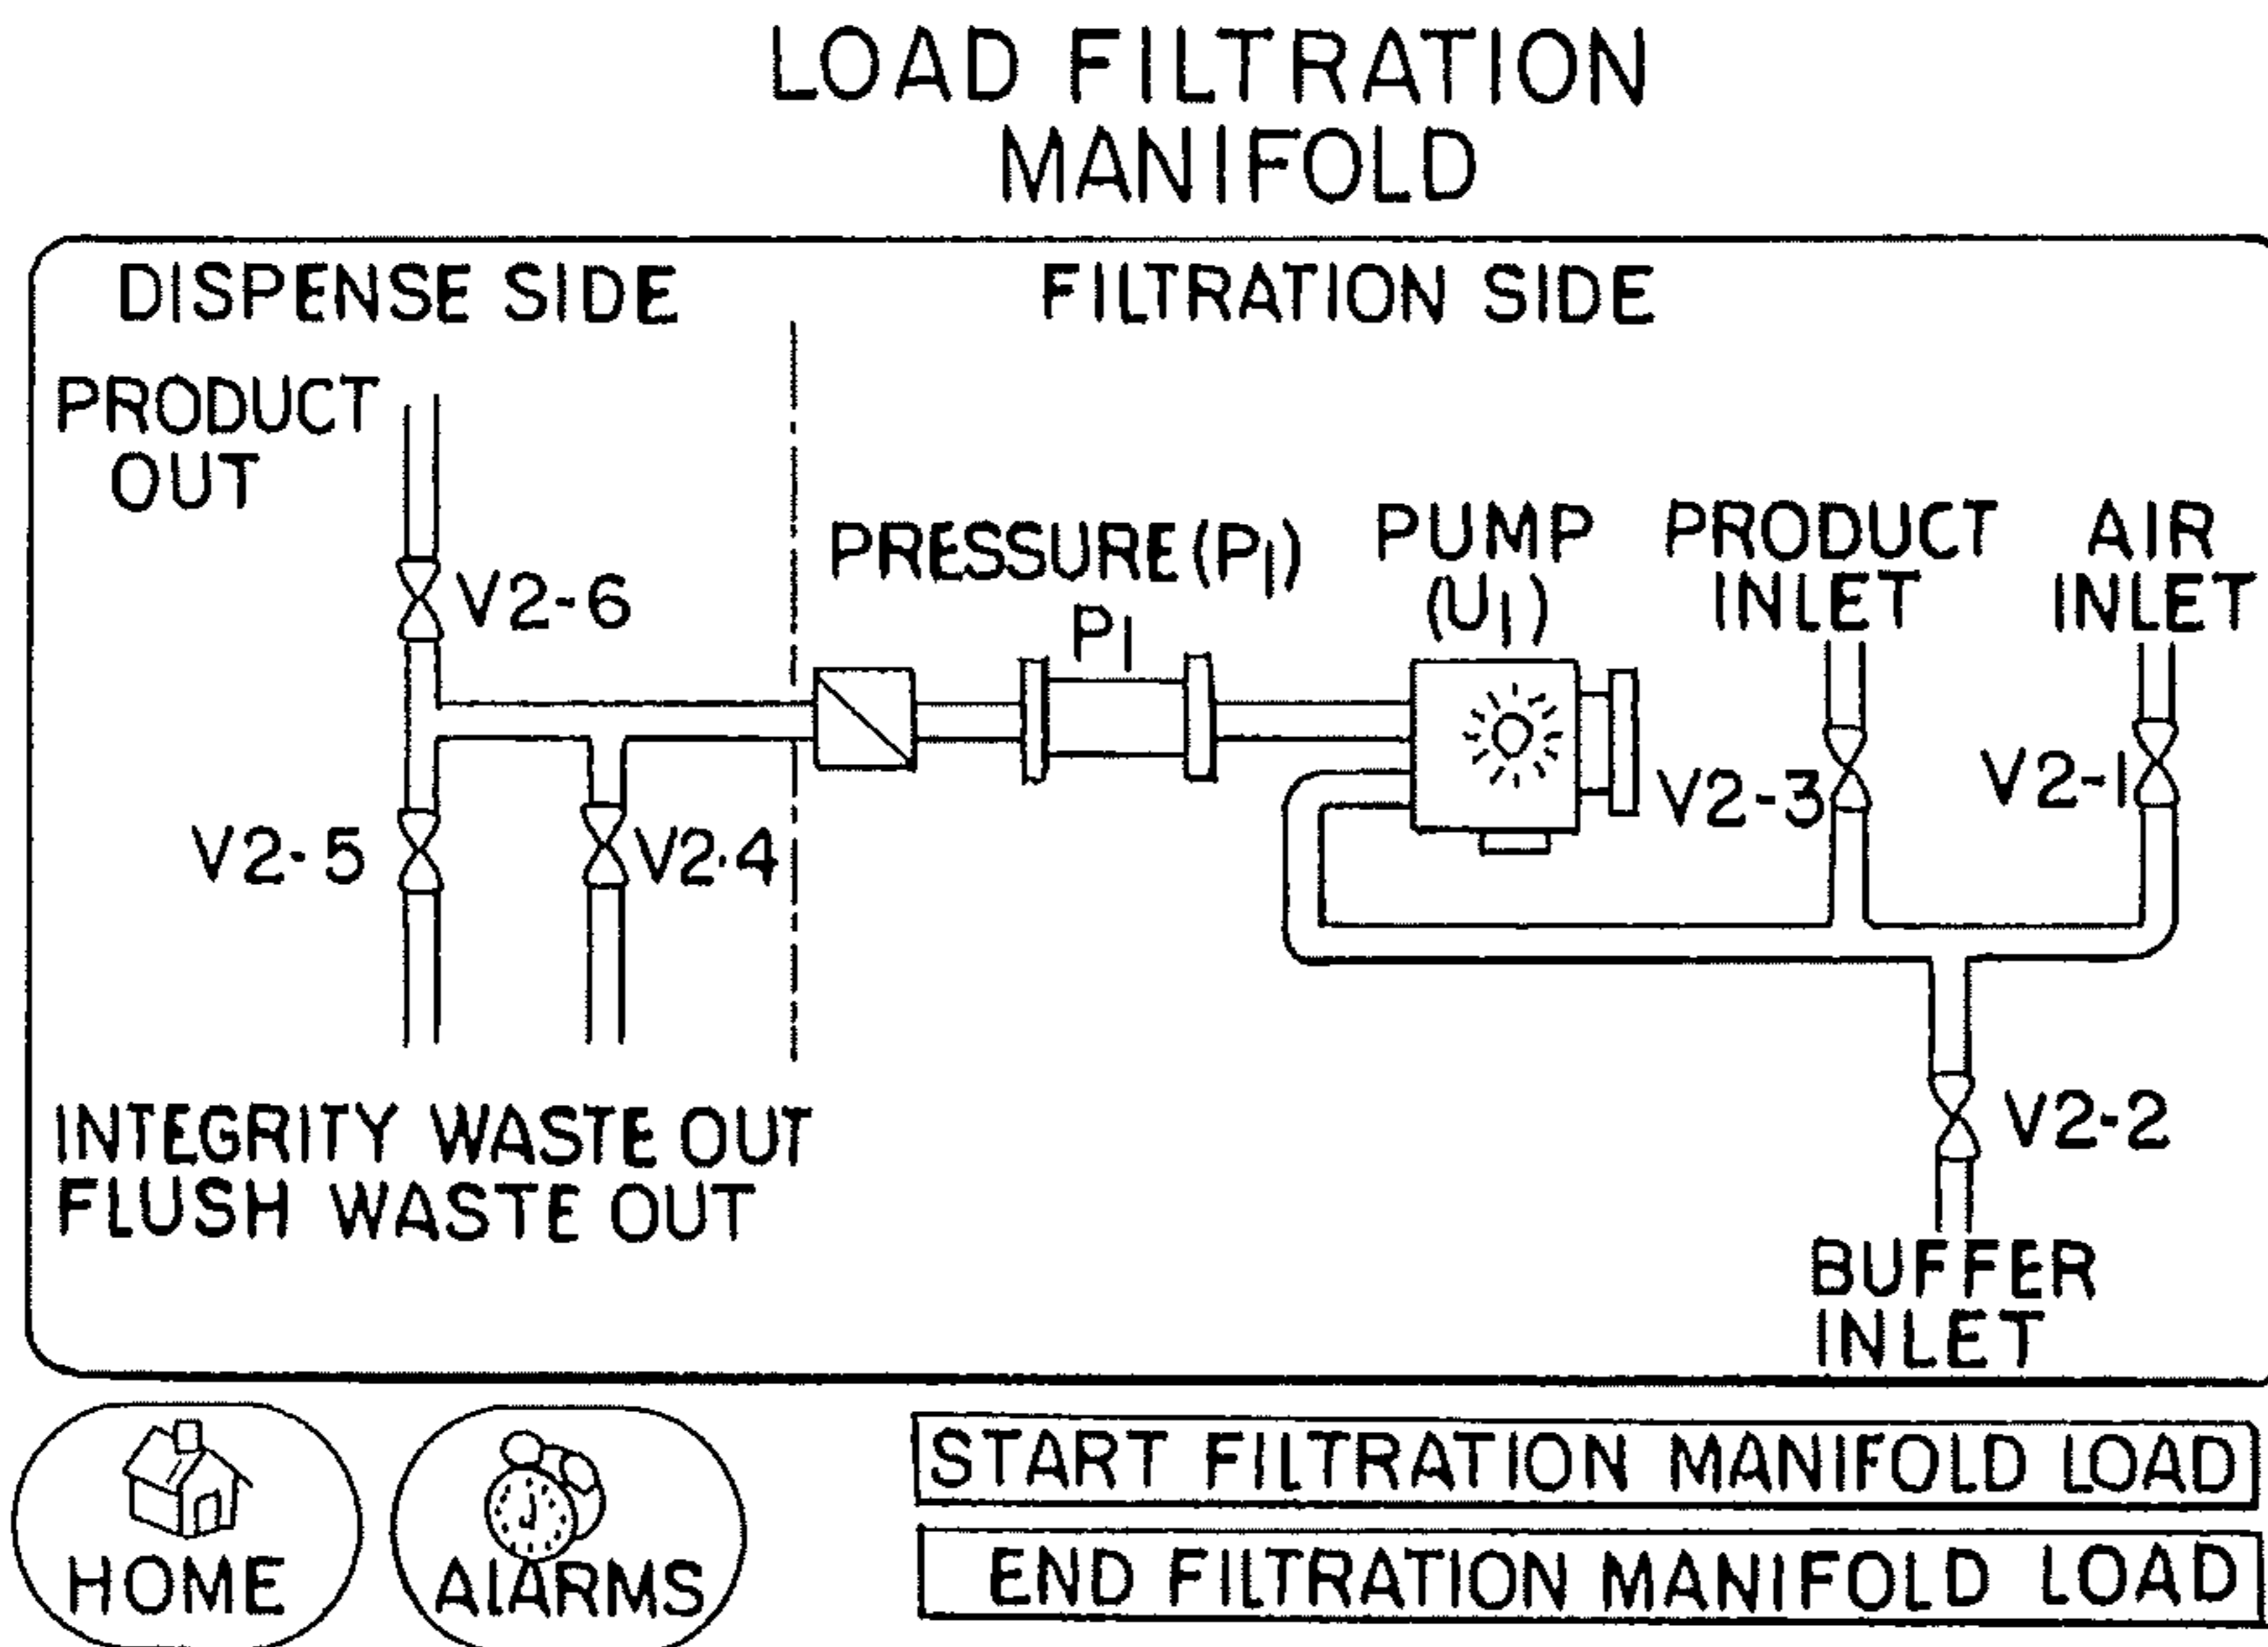 LOAD FILTRATION
MANIFOLD
DISPENSE SIDE
FILTRATION SIDE
PRODUCT
OUT
V2-6
PRESSURE (P1)
P1
PUMP
(U1)
PRODUCT
INLET
AIR
INLET
V2-5
V2-4
V2-3
V2-1
INTEGRITY WASTE OUT
FLUSH WASTE OUT
V2-2
BUFFER
INLET
HOME
ALARMS
START FILTRATION MANIFOLD LOAD
END FILTRATION MANIFOLD LOAD